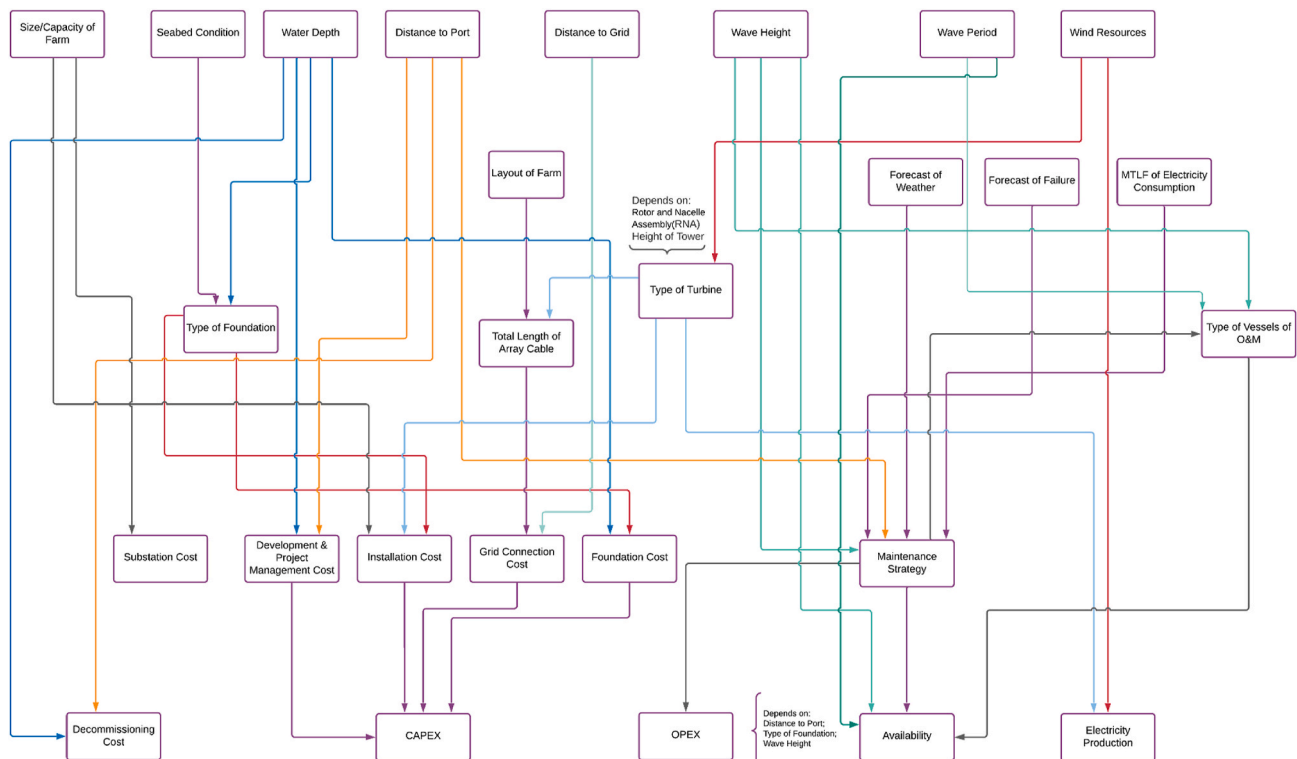 Size/Capacity of
Farm
Seabed Condition
Water Depth
Distance to Port
Distance to Grid
Wave Height
Wave Period
Wind Resources
Layout of Farm
Forecast of
Weather
Forecast of Failure
MTLF of Electricity
Consumption
Depends on:
Rotor and Nacelle
Assembly(RNA)
Height of Tower
Type of Turbine
Type of Foundation
Total Length of
Array Cable
Type of Vessels of
O&M
Substation Cost
Development &
Project
Management Cost
Installation Cost
Grid Connection
Cost
Foundation Cost
Maintenance
Strategy
Decommissioning
Cost
CAPEX
OPEX
Depends on:
Distance to Port;
Type of Foundation;
Wave Height
Availability
Electricity
Production